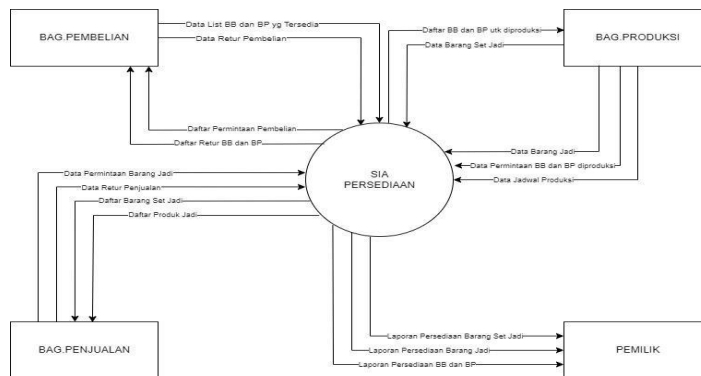 Data List BB dan BP yg Tersedia
Daftar BB dan BP utk diproduksi
BAG.PEMBELIAN
Data Retur Pembelian
Data Barang Set Jadi
BAG.PRODUKSI
Daftar Permintaan Pembelian
Daftar Retur BB dan BP
Data Barang Jadi
Data Permintaan BB dan BP diproduksi
Data Jadwal Produksi
SIA
PERSEDIAAN
Data Permintaan Barang Jadi
Data Retur Penjualan
Daftar Barang Set Jadi
Daftar Produk Jadi
BAG.PENJUALAN
Laporan Persediaan Barang Set Jadi
Laporan Persediaan Barang Jadi
Laporan Persediaan BB dan BP
PEMILIK